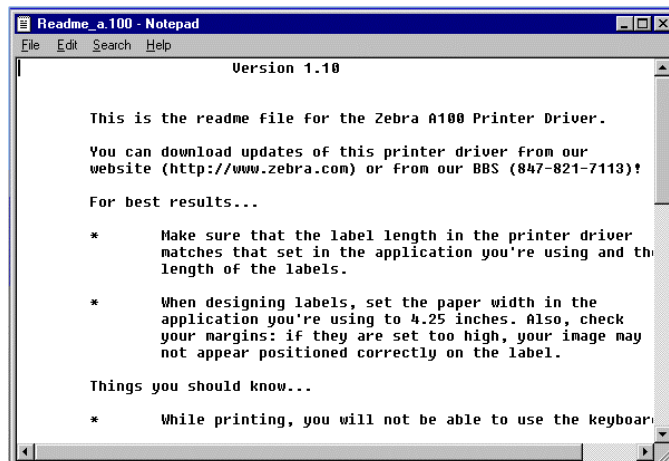 Readme_a.100 - Notepad
File Edit Search Help
Version 1.10
This is the readme file for the Zebra A100 Printer Driver.
You can download updates of this printer driver from our
website (http://www.zebra.com) or from our BBS (847-821-7113)!
For best results...
* Make sure that the label length in the printer driver
matches that set in the application you're using and the
length of the labels.
* When designing labels, set the paper width in the
application you're using to 4.25 inches. Also, check
your margins: if they are set too high, your image may
not appear positioned correctly on the label.
Things you should know...
* While printing, you will not be able to use the keyboar